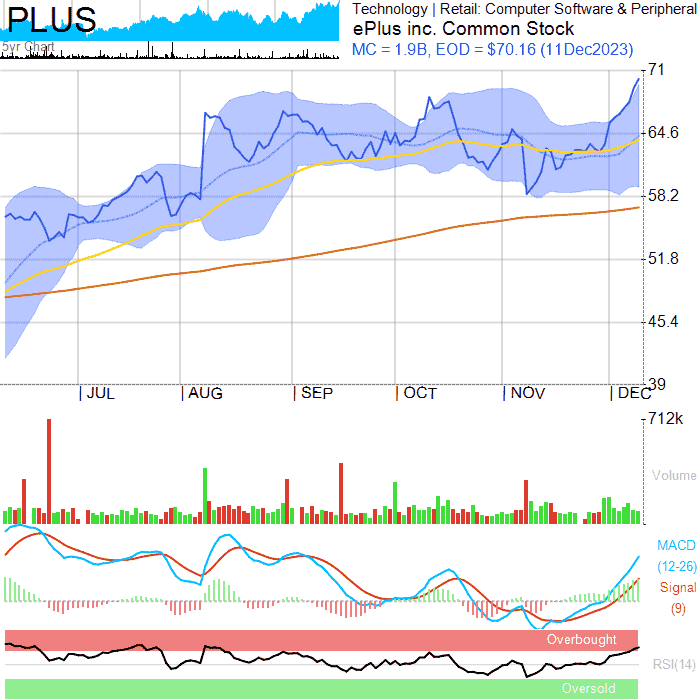 PLUS
5yr Chart
Technology | Retail: Computer Software & Peripheral
ePlus inc. Common Stock
MC = 1.9B, EOD = $70.16 (11Dec2023)
71
64.6
58.2
51.8
45.4
39
| JUL | AUG | SEP | OCT | NOV | DEC
712k
Volume
MACD
(12-26)
Signal
(9)
Overbought
RSI(14)
Oversold